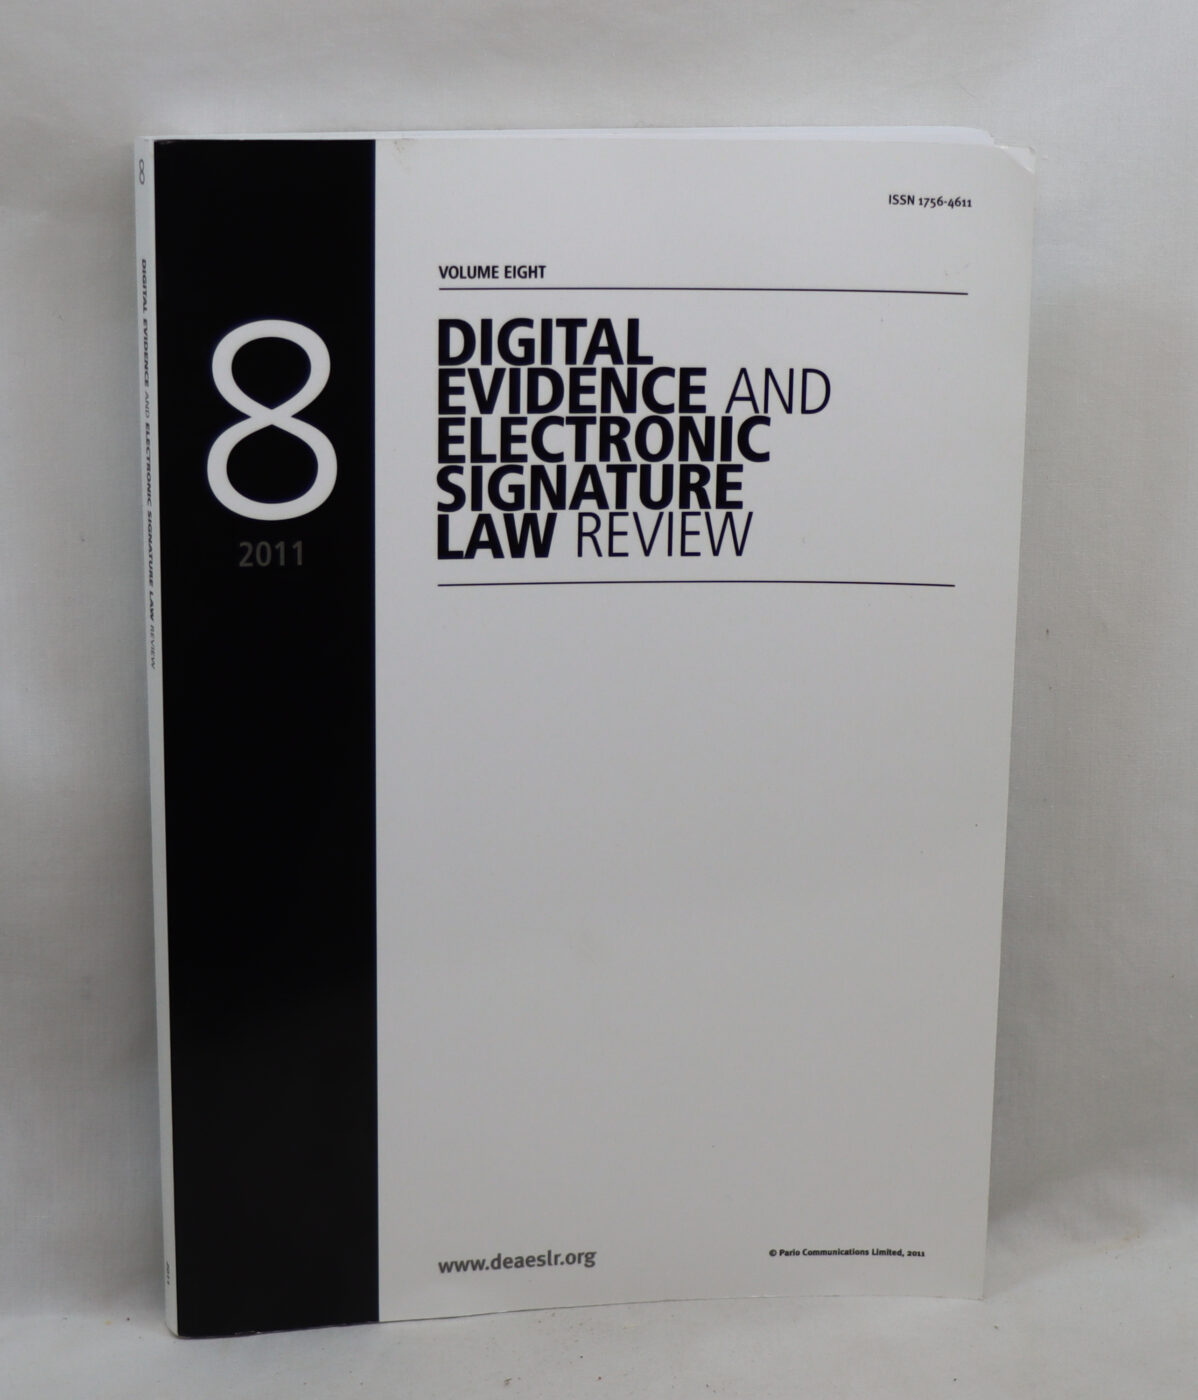 8
DIGITAL EVIDENCE AND ELECTRONIC SIGNATURE LAW REVIEW
2011
8
2011
ISSN 1756-4611
VOLUME EIGHT
DIGITAL
EVIDENCE AND
ELECTRONIC
SIGNATURE
LAW REVIEW
www.deaeslr.org
© Pario Communications Limited, 2011